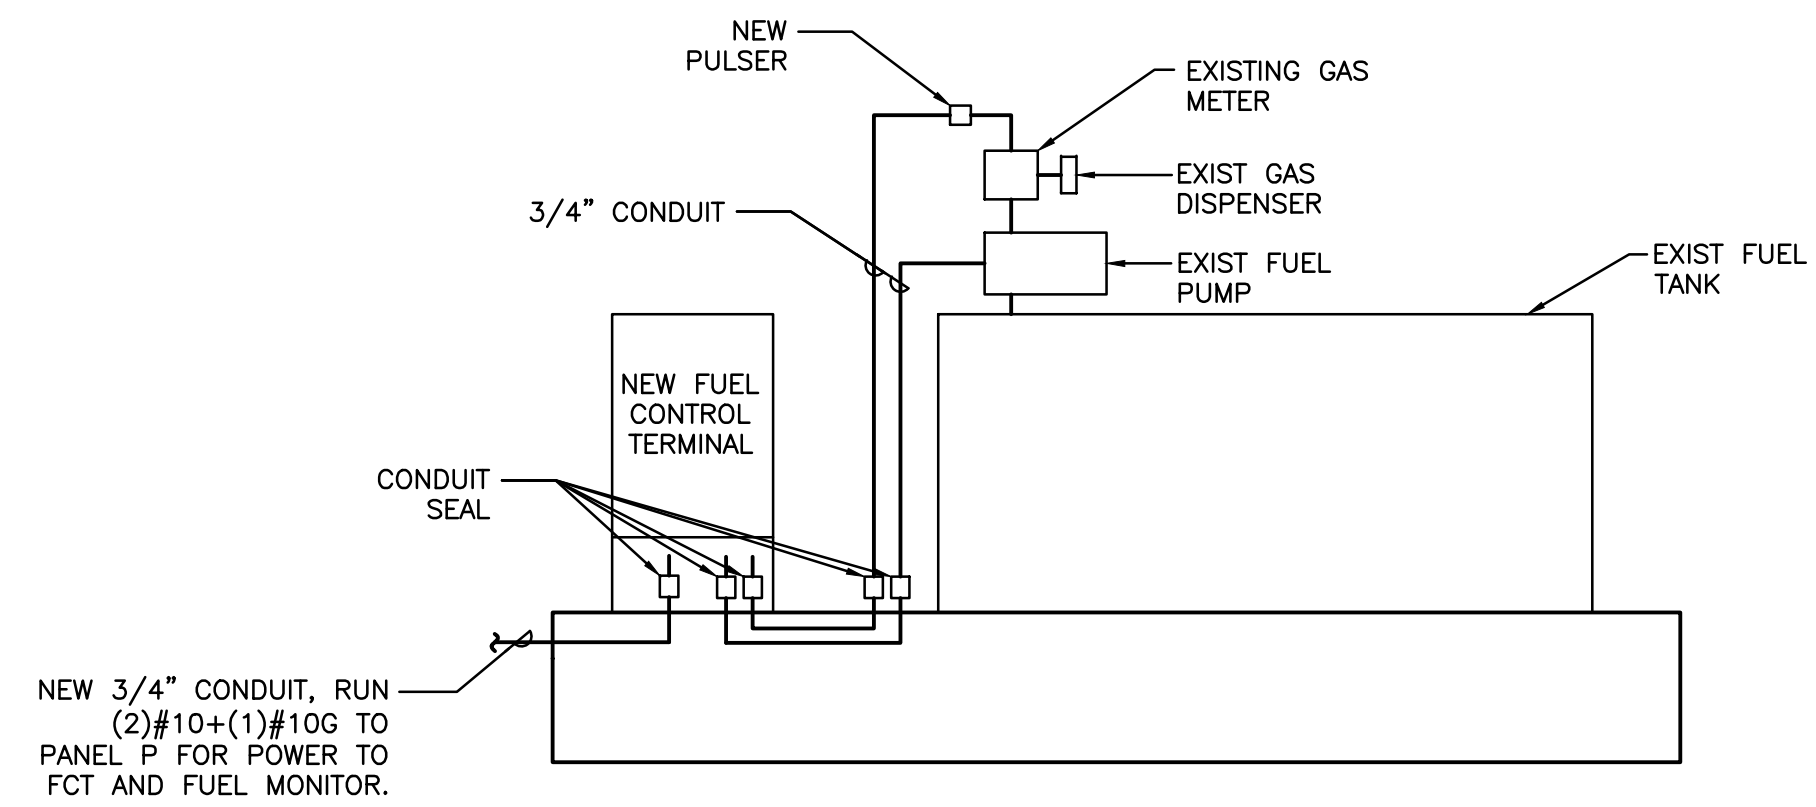 NEW
PULSER
EXISTING GAS
METER
EXIST GAS
DISPENSER
3/4" CONDUIT
EXIST FUEL
PUMP
EXIST FUEL
TANK
NEW FUEL
CONTROL
TERMINAL
CONDUIT
SEAL
NEW 3/4" CONDUIT, RUN
(2)#10+(1)#10G TO
PANEL P FOR POWER TO
FCT AND FUEL MONITOR.